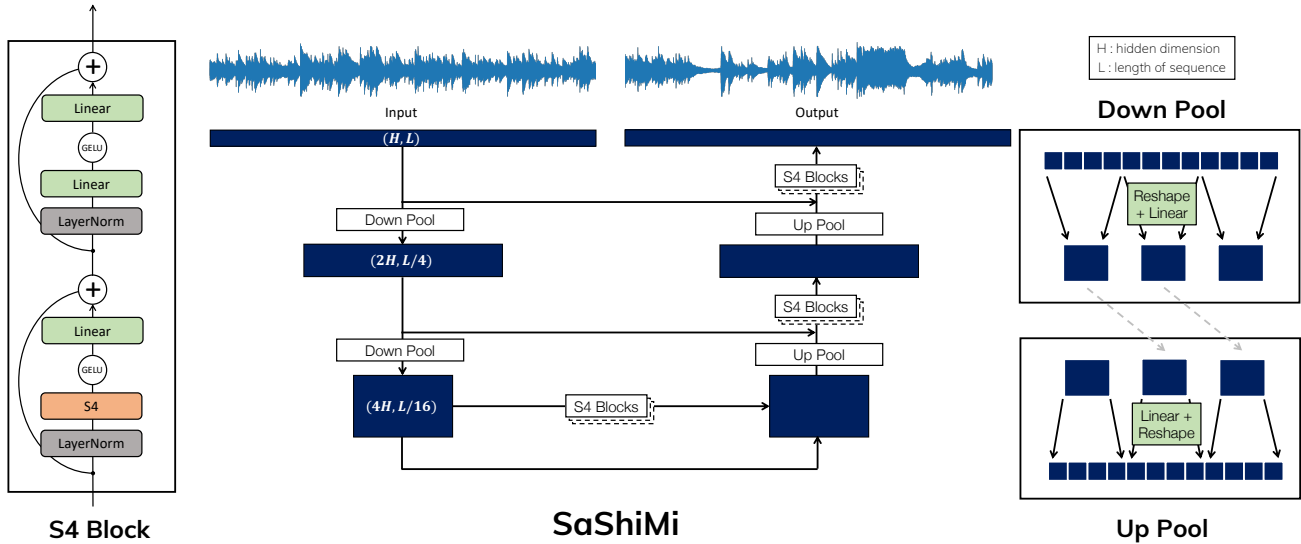 +
Linear
GELU
Linear
LayerNorm
+
Linear
GELU
S4
LayerNorm
S4 Block
Input
Output
(H, L)
S4 Blocks
Down Pool
Up Pool
(2H, L/4)
S4 Blocks
Down Pool
Up Pool
(4H, L/16)
S4 Blocks
SaShiMi
H : hidden dimension
L : length of sequence
Down Pool
Reshape
+ Linear
Linear +
Reshape
Up Pool